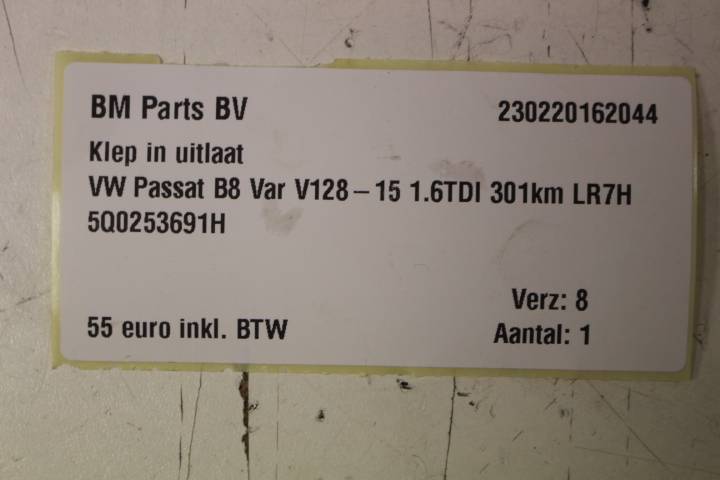 BM Parts BV 230220162044
Klep in uitlaat
VW Passat B8 Var V128-15 1.6TDI 301km LR7H
5Q0253691H
Verz: 8
55 euro inkl. BTW Aantal: 1